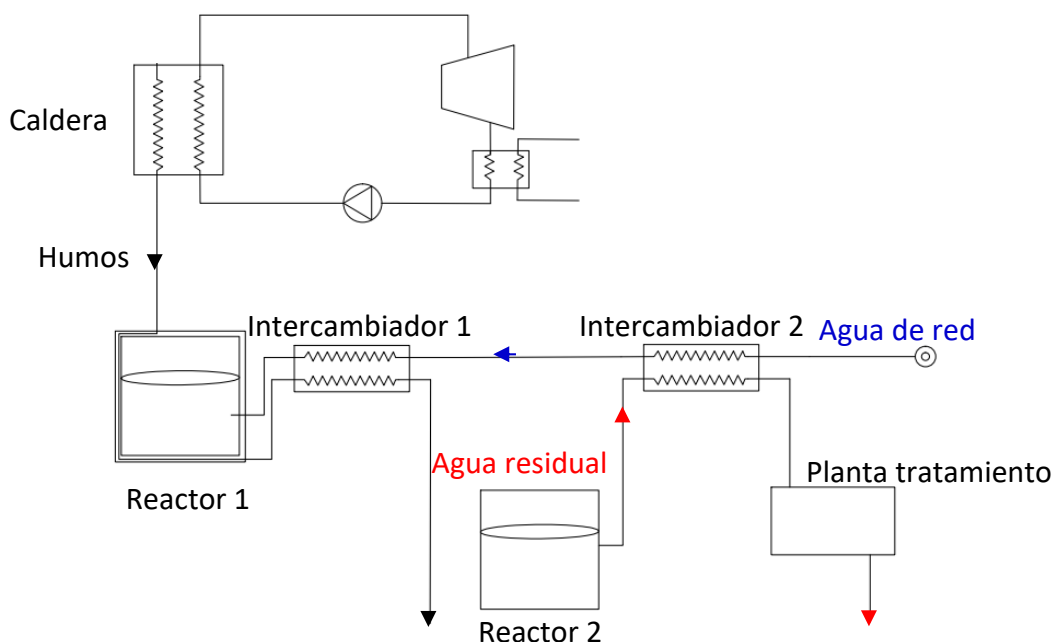 Caldera
Humos
Intercambiador 1
Intercambiador 2
Agua de red
Agua residual
Planta tratamiento
Reactor 1
Reactor 2